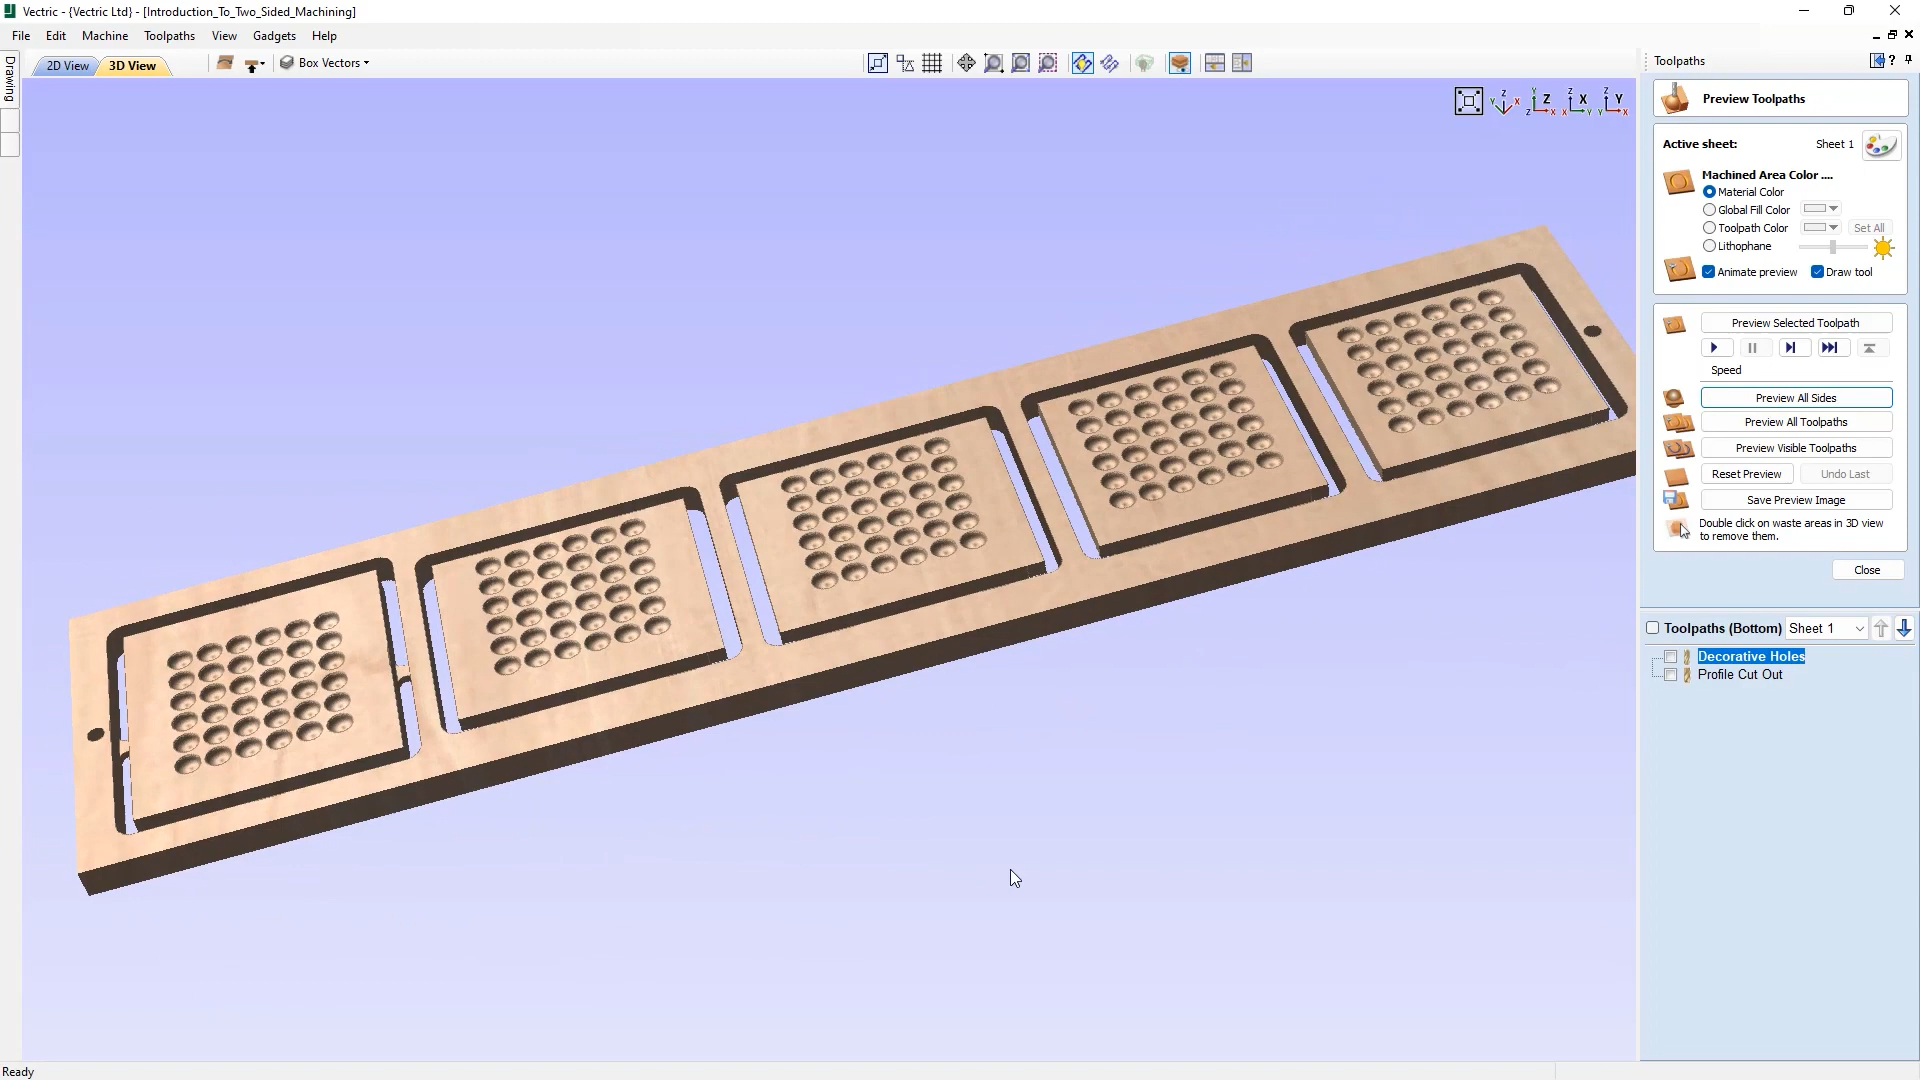 Vectric - {Vectric Ltd} - [Introduction_To_Two_Sided_Machining]
File Edit Machine Toolpaths View Gadgets Help
Drawing
2D View 3D View Box Vectors
Toolpaths
Preview Toolpaths
Active sheet: Sheet 1
Machined Area Color ....
Material Color
Global Fill Color
Toolpath Color Set All
Lithophane
Animate preview Draw tool
Preview Selected Toolpath
Speed
Preview All Sides
Preview All Toolpaths
Preview Visible Toolpaths
Reset Preview Undo Last
Save Preview Image
Double click on waste areas in 3D view
to remove them.
Close
Toolpaths (Bottom) Sheet 1
Decorative Holes
Profile Cut Out
Ready